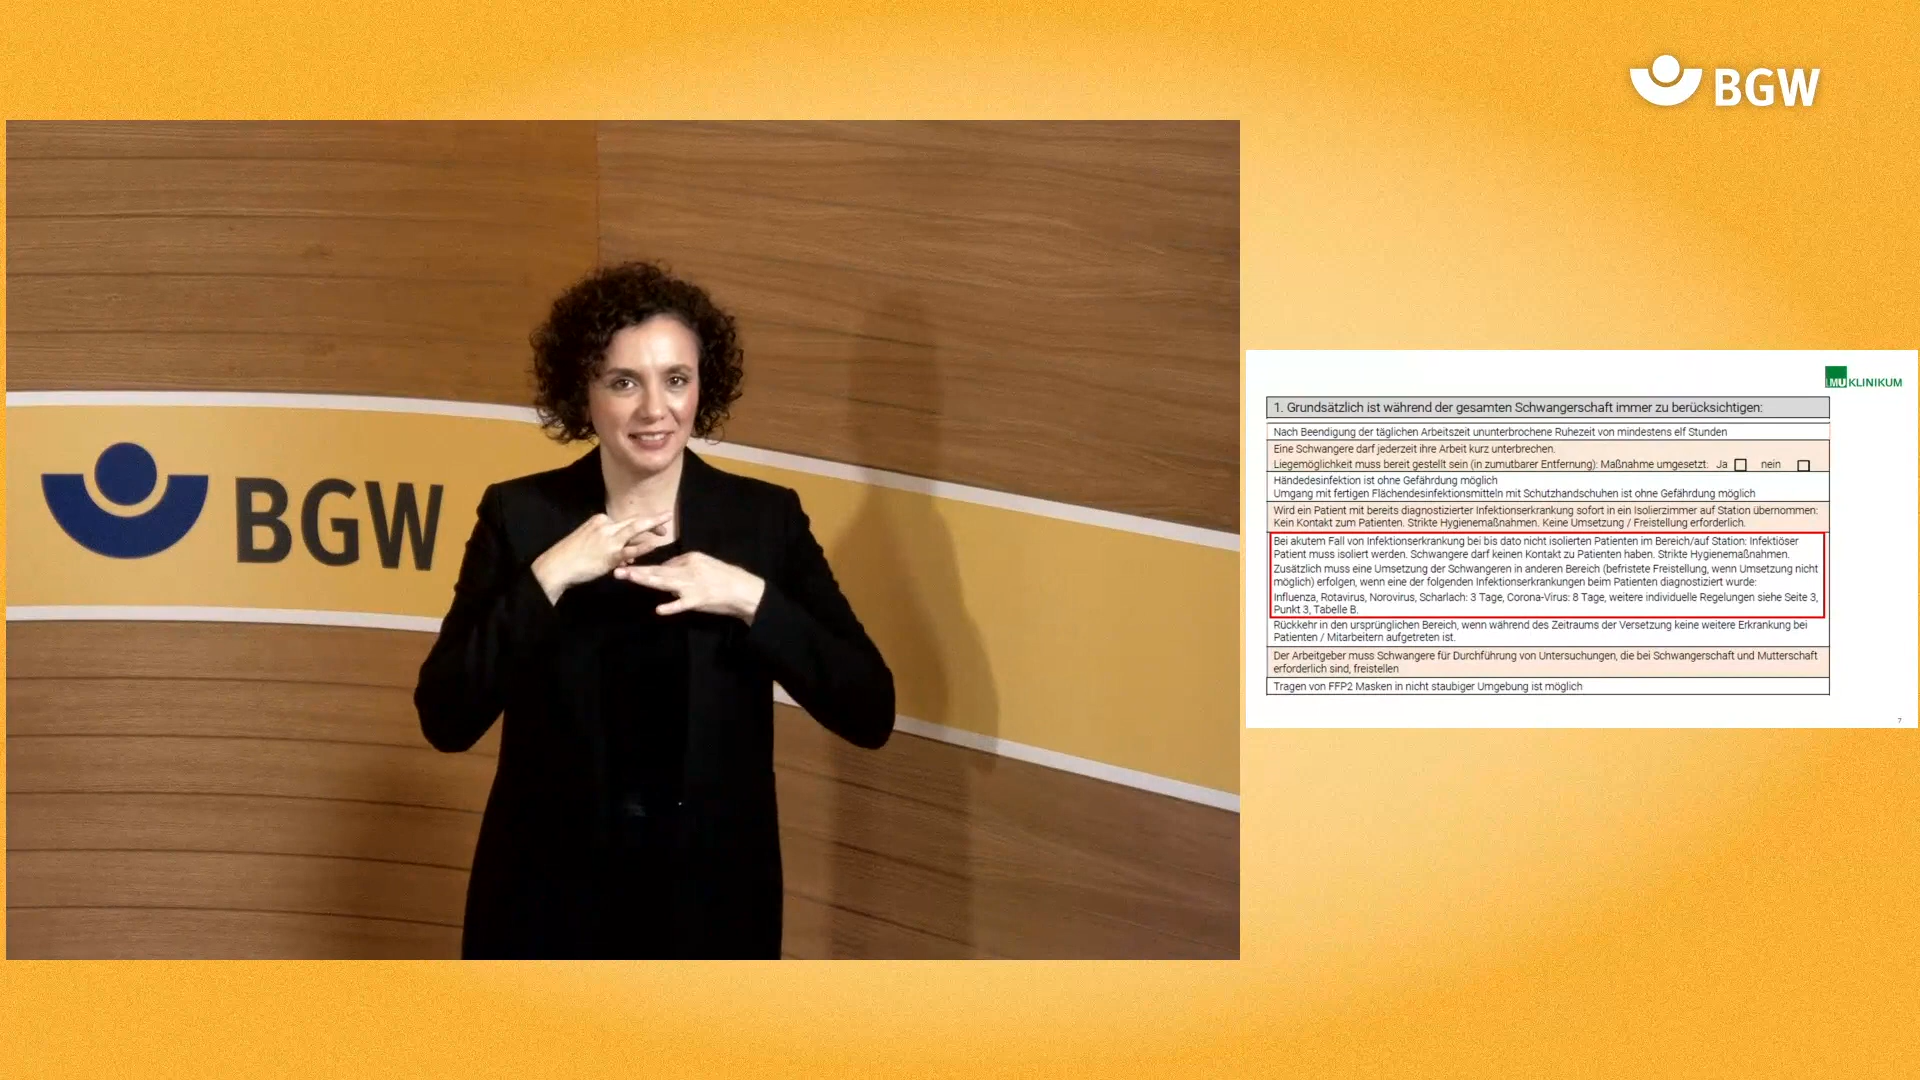 BGW
BGW
LMU KLINIKUM
1. Grundsätzlich ist während der gesamten Schwangerschaft immer zu berücksichtigen:
Nach Beendigung der täglichen Arbeitszeit ununterbrochene Ruhezeit von mindestens elf Stunden
Eine Schwangere darf jederzeit ihre Arbeit kurz unterbrechen.
Liegemöglichkeit muss bereit gestellt sein (in zumutbarer Entfernung): Maßnahme umgesetzt: Ja nein
Händedesinfektion ist ohne Gefährdung möglich
Umgang mit fertigen Flächendesinfektionsmitteln mit Schutzhandschuhen ist ohne Gefährdung möglich
Wird ein Patient mit bereits diagnostizierter Infektionserkrankung sofort in ein Isolierzimmer auf Station übernommen:
Kein Kontakt zum Patienten. Strikte Hygienemaßnahmen. Keine Umsetzung / Freistellung erforderlich.
Bei akutem Fall von Infektionserkrankung bei bis dato nicht isolierten Patienten im Bereich/auf Station: Infektiöser
Patient muss isoliert werden. Schwangere darf keinen Kontakt zu Patienten haben. Strikte Hygienemaßnahmen.
Zusätzlich muss eine Umsetzung der Schwangeren in anderen Bereich (befristete Freistellung, wenn Umsetzung nicht
möglich) erfolgen, wenn eine der folgenden Infektionserkrankungen beim Patienten diagnostiziert wurde:
Influenza, Rotavirus, Norovirus, Scharlach: 3 Tage, Corona-Virus: 8 Tage, weitere individuelle Regelungen siehe Seite 3,
Punkt 3, Tabelle B.
Rückkehr in den ursprünglichen Bereich, wenn während des Zeitraums der Versetzung keine weitere Erkrankung bei
Patienten / Mitarbeitern aufgetreten ist.
Der Arbeitgeber muss Schwangere für Durchführung von Untersuchungen, die bei Schwangerschaft und Mutterschaft
erforderlich sind, freistellen
Tragen von FFP2 Masken in nicht staubiger Umgebung ist möglich
7